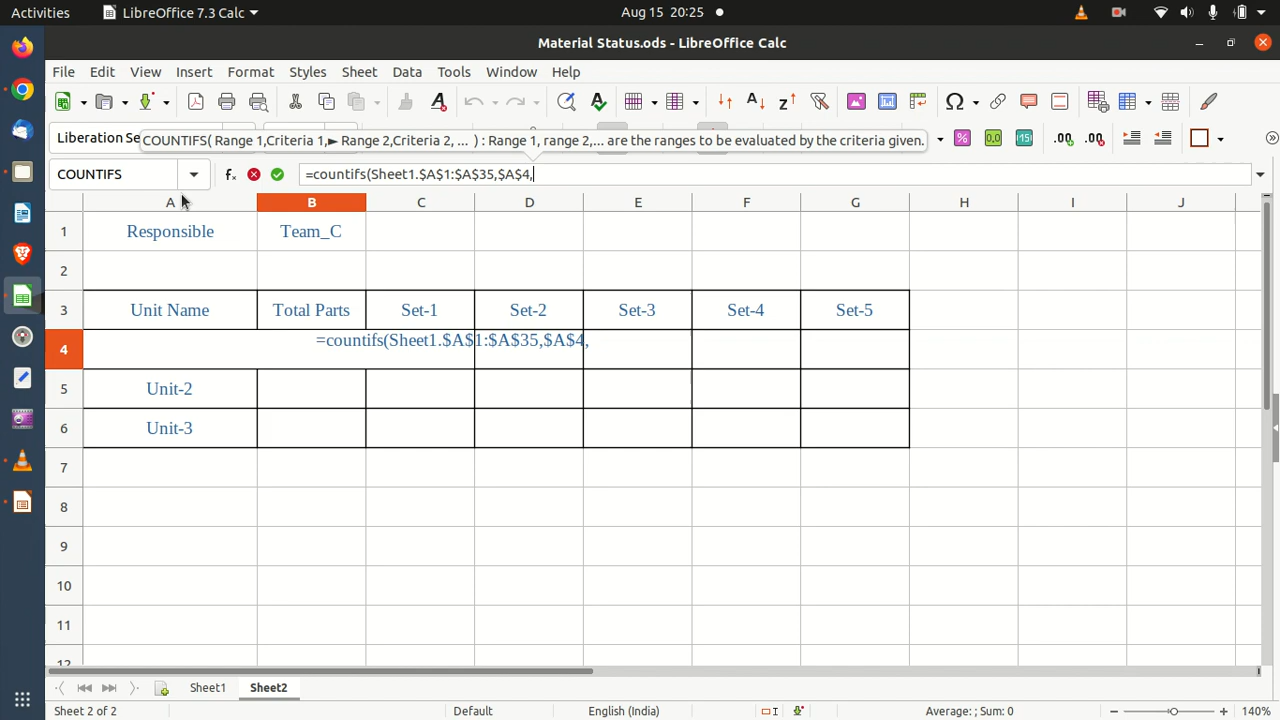 Activities LibreOffice 7.3 Calc Aug 15 20:25
Material Status.ods - LibreOffice Calc
File Edit View Insert Format Styles Sheet Data Tools Window Help
Liberation Se
COUNTIFS( Range 1,Criteria 1,► Range 2,Criteria 2, ... ) : Range 1, range 2,... are the ranges to be evaluated by the criteria given.
COUNTIFS fx =countifs(Sheet1.$A$1:$A$35,$A$4,
A B C D E F G H I J
1 Responsible Team_C
2
3 Unit Name Total Parts Set-1 Set-2 Set-3 Set-4 Set-5
4 =countifs(Sheet1.$A$1:$A$35,$A$4,
5 Unit-2
6 Unit-3
7
8
9
10
11
12
Sheet1 Sheet2
Sheet 2 of 2 Default English (India) Average: ; Sum: 0 140%